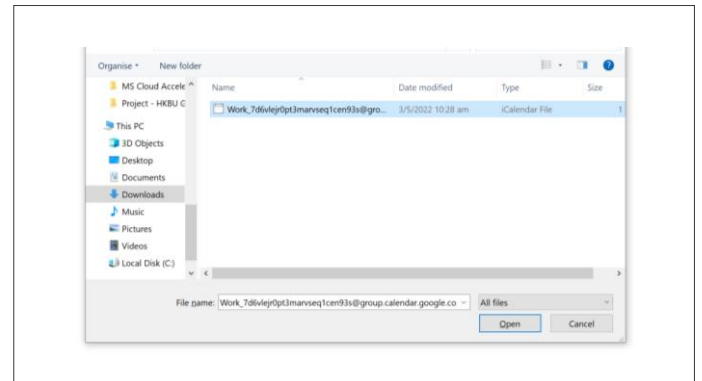 Organise New folder
MS Cloud Accele Name Date modified Type Size
Project - HKBU G Work_7d6vlejr0pt3marvseq1cen93s@gro... 3/5/2022 10:28 am iCalendar File 1
This PC
3D Objects
Desktop
Documents
Downloads
Music
Pictures
Videos
Local Disk (C:)
File name: Work_7d6vlejr0pt3marvseq1cen93s@group.calendar.google.co All files
Open Cancel